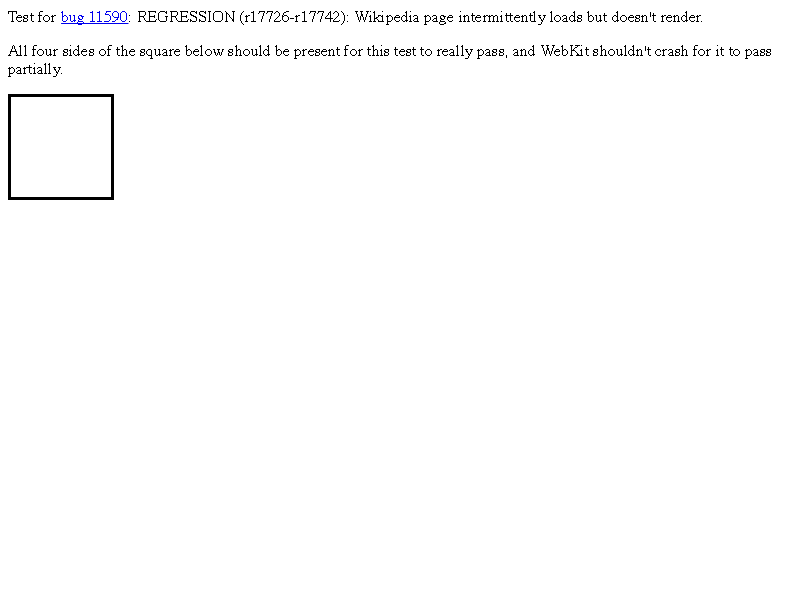 Test for bug 11590: REGRESSION (r17726-r17742): Wikipedia page intermittently loads but doesn't render.
All four sides of the square below should be present for this test to really pass, and WebKit shouldn't crash for it to pass
partially.